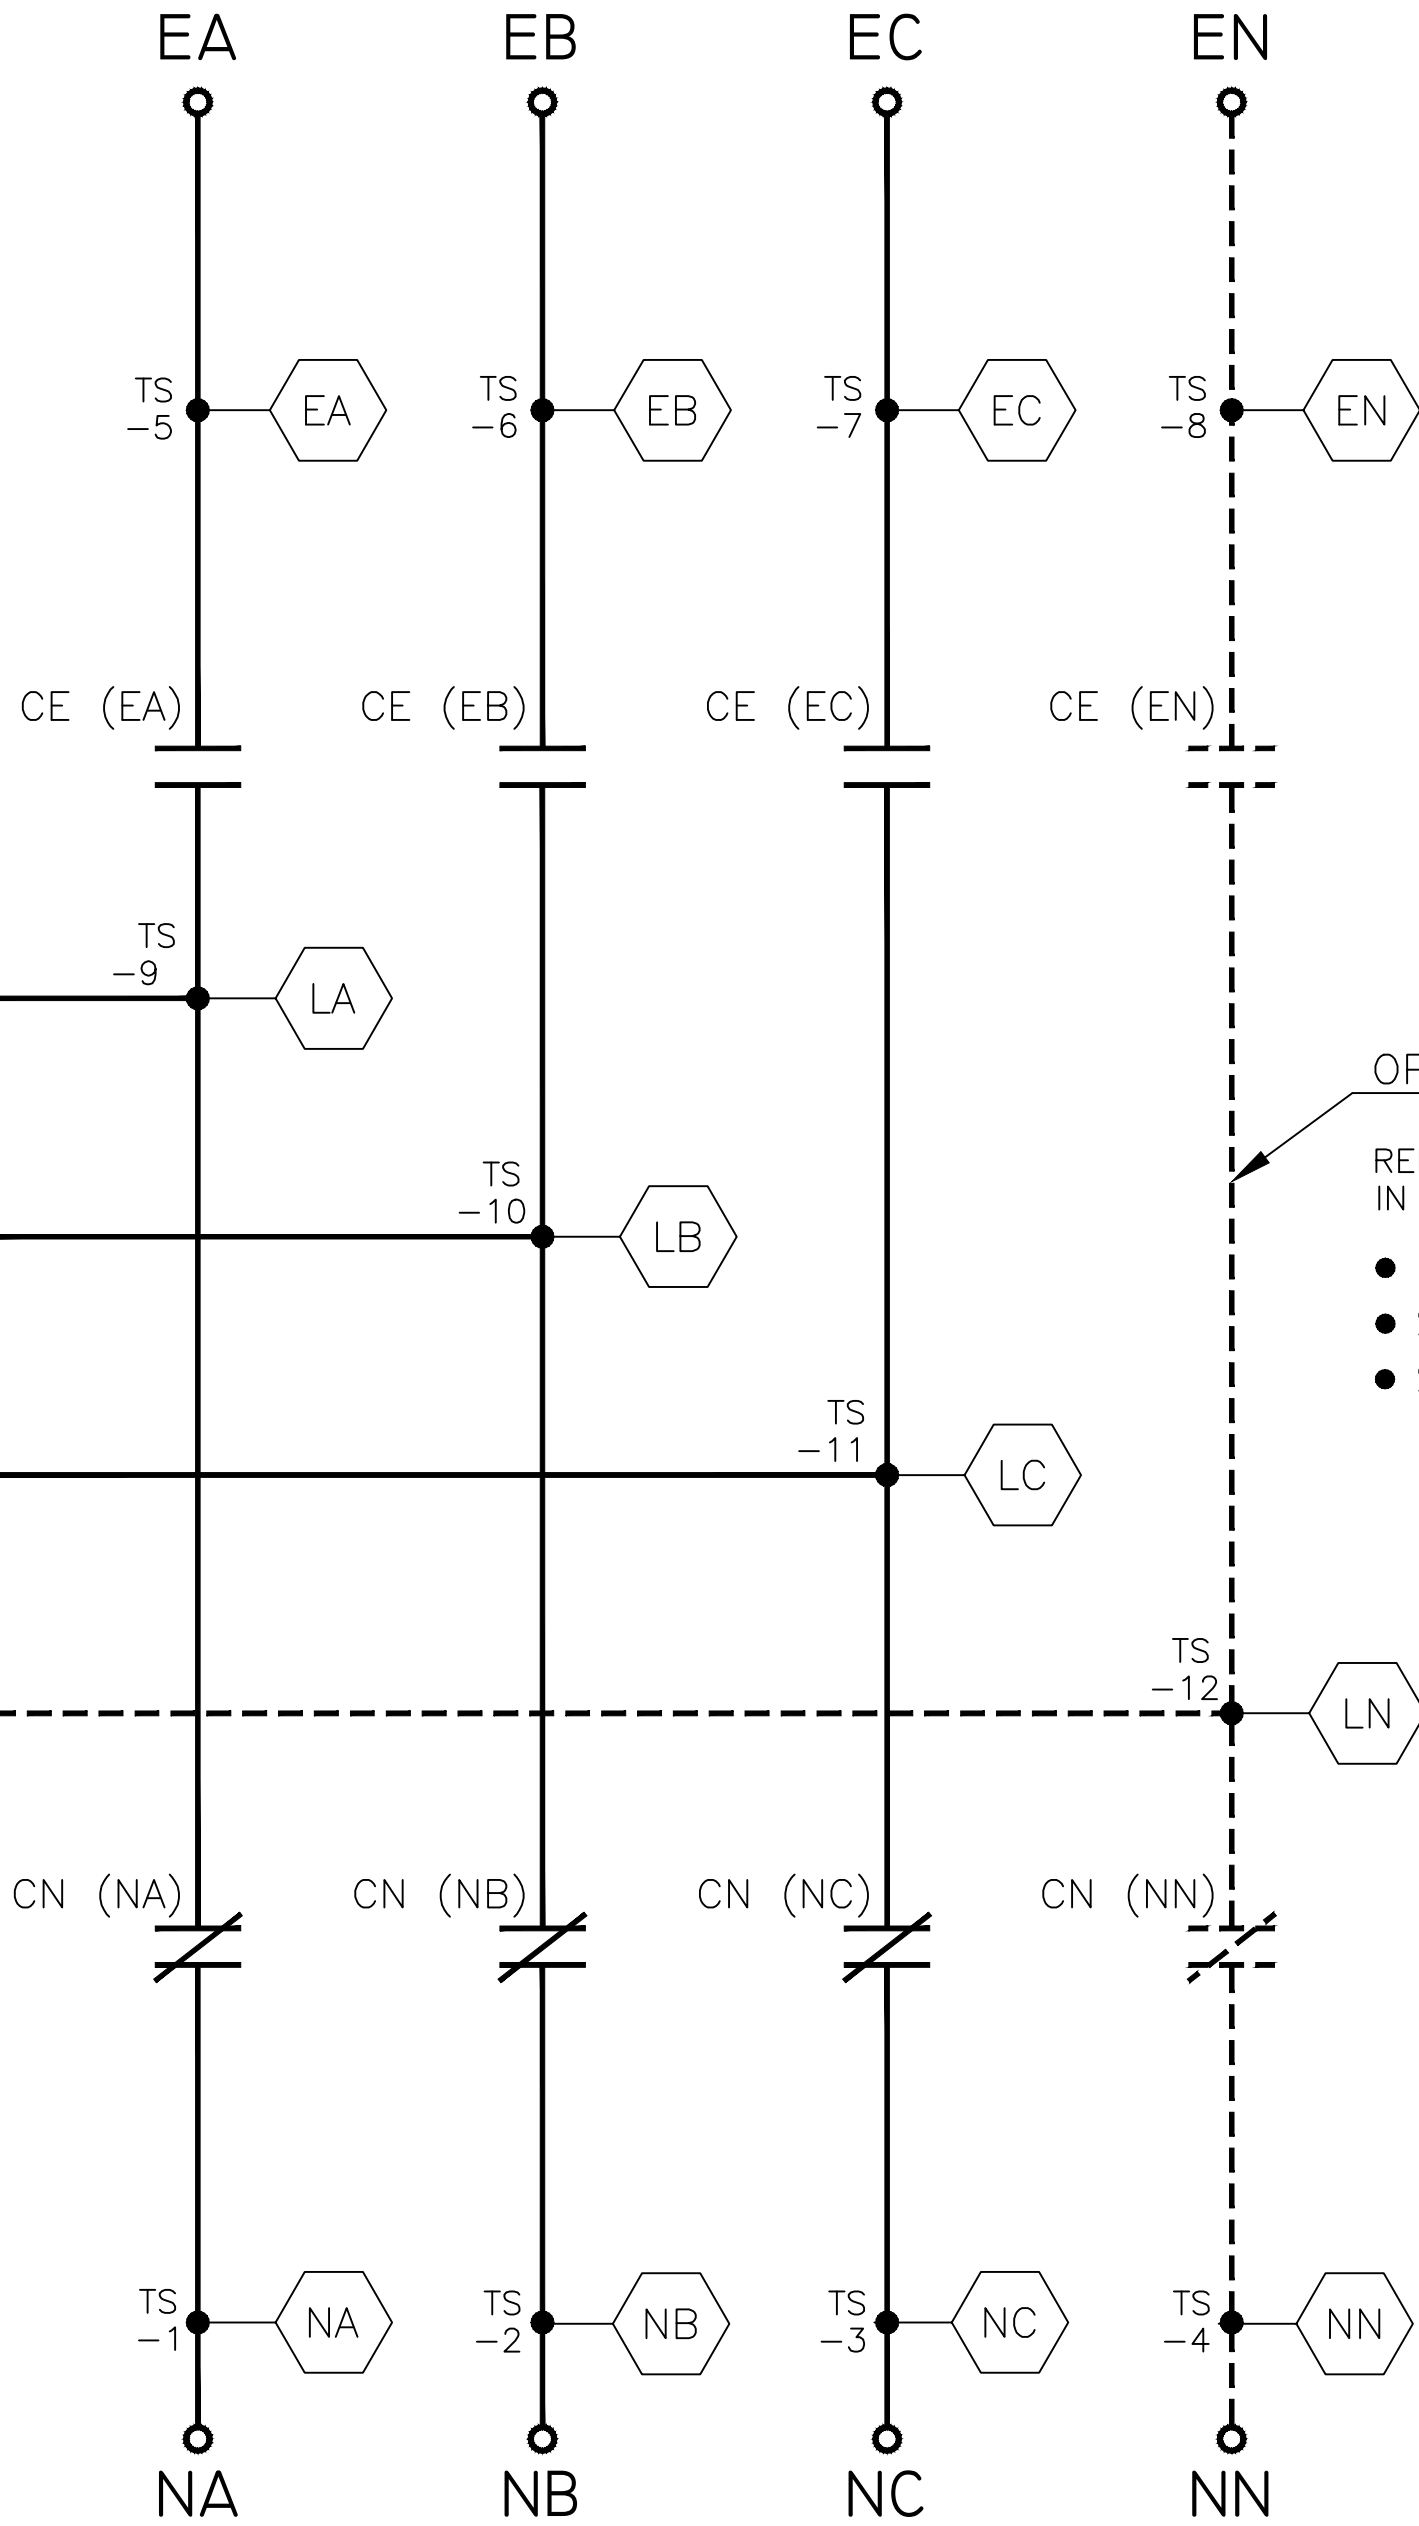 EA EB EC EN
TS TS TS TS
-5 -6 -7 -8
EA EB EC EN
CE (EA) CE (EB) CE (EC) CE (EN)
TS
-9
LA
RE
IN
TS
-10
LB
TS
-11
LC
TS
-12
LN
CN (NA) CN (NB) CN (NC) CN (NN)
TS TS TS TS
-1 -2 -3 -4
NA NB NC NN
NA NB NC NN